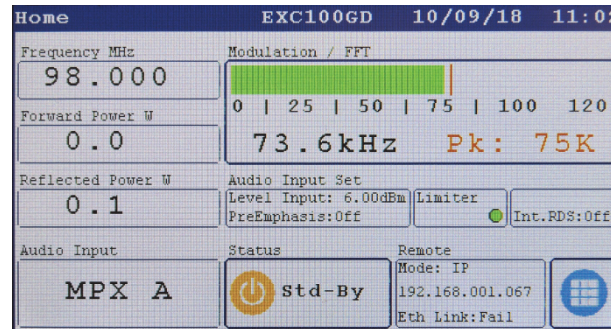 Home EXC100GD 10/09/18 11:02
Frequency MHz
98.000
Forward Power W
0.0
Reflected Power W
0.1
Audio Input
MPX A
Modulation / FFT
0 | 25 | 50 | 75 | 100 120
73.6kHz Pk: 75K
Audio Input Set
Level Input: 6.00dBm
PreEmphasis:Off
Limiter
Int.RDS:Off
Status
Std-By
Remote
Mode: IP
192.168.001.067
Eth Link:Fail